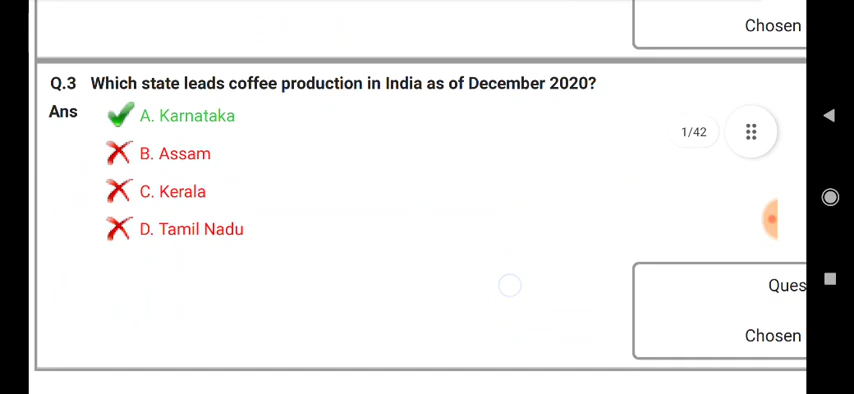 Chosen
Q.3 Which state leads coffee production in India as of December 2020?
Ans A. Karnataka
B. Assam
1/42
C. Kerala
D. Tamil Nadu
Ques
Chosen